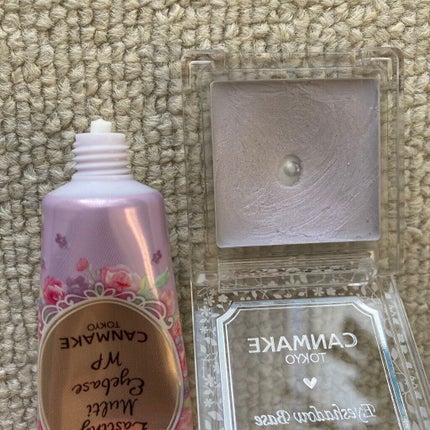 CANMAKE
TOKYO
Lasting
Multi
Eyebase
WP
CANMAKE
TOKYO
Eyeshadow Base